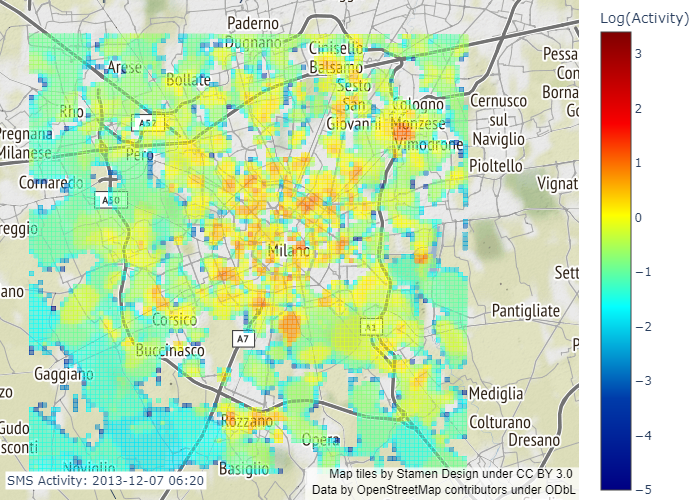 Log(Activity)
Paderno
Dugnano
Cinisello
Balsamo
Pessa
Arese
Con
Bollate
Sesto
Borna
Rho
San
Cologno
Cernusco
Go
A52
Giovanni
Monzese
sul
Pregnana
Vimodrone
Naviglio
Milanese
Pero
Pioltello
Cornaredo
Vignat
A50
reggio
Milano
Sett
ano
Pantigliate
Corsico
A1
A7
P
Buccinasco
Gaggiano
zo
Mediglia
Rozzano
Colturano
Gudo
Opera
Dresano
sconti
Noviglio
Basiglio
3
2
1
0
−1
−2
−3
−4
−5
SMS Activity: 2013-12-07 06:20
Map tiles by Stamen Design under CC BY 3.0
Data by OpenStreetMap contributors under ODbL